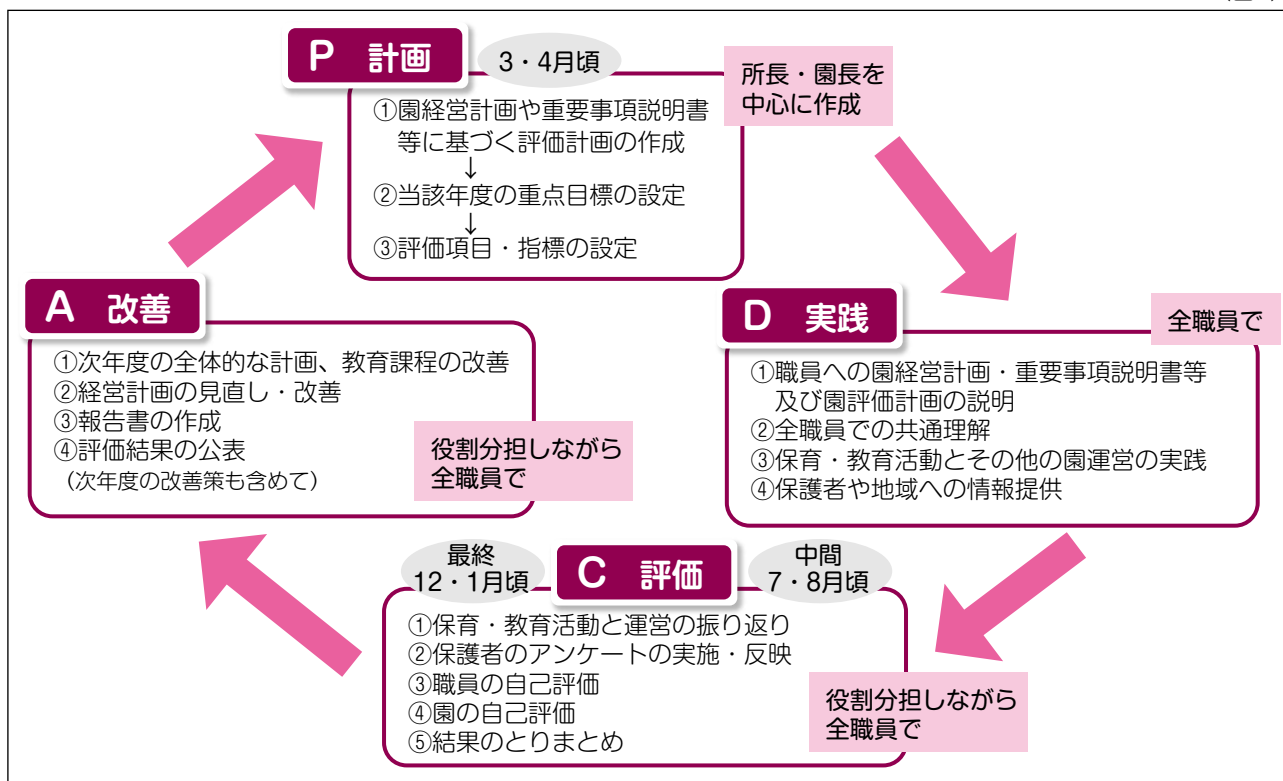 P 計画
3・4月頃
所長・園長を
中心に作成
①園経営計画や重要事項説明書
等に基づく評価計画の作成
↓
②当該年度の重点目標の設定
↓
③評価項目・指標の設定
D 実践
全職員で
①職員への園経営計画・重要事項説明書等
及び園評価計画の説明
②全職員での共通理解
③保育・教育活動とその他の園運営の実践
④保護者や地域への情報提供
C 評価
中間
7・8月頃
最終
12・1月頃
①保育・教育活動と運営の振り返り
②保護者のアンケートの実施・反映
③職員の自己評価
④園の自己評価
⑤結果のとりまとめ
役割分担しながら
全職員で
A 改善
①次年度の全体的な計画、教育課程の改善
②経営計画の見直し・改善
③報告書の作成
④評価結果の公表
（次年度の改善策も含めて）
役割分担しながら
全職員で